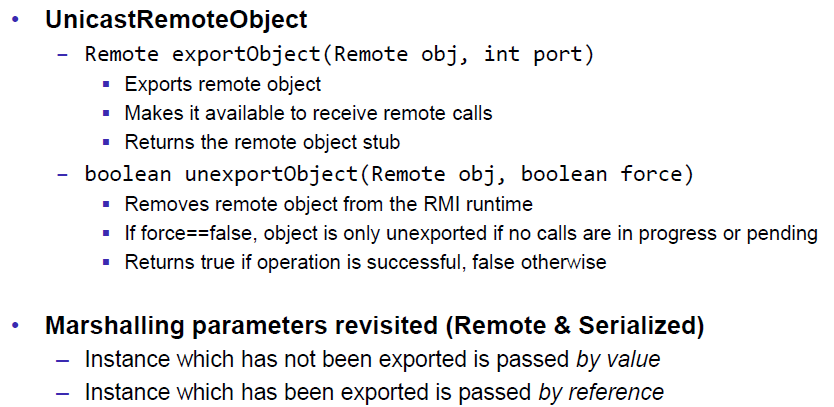 • UnicastRemoteObject
– Remote exportObject(Remote obj, int port)
▪ Exports remote object
▪ Makes it available to receive remote calls
▪ Returns the remote object stub
– boolean unexportObject(Remote obj, boolean force)
▪ Removes remote object from the RMI runtime
▪ If force==false, object is only unexported if no calls are in progress or pending
▪ Returns true if operation is successful, false otherwise
• Marshalling parameters revisited (Remote & Serialized)
– Instance which has not been exported is passed by value
– Instance which has been exported is passed by reference